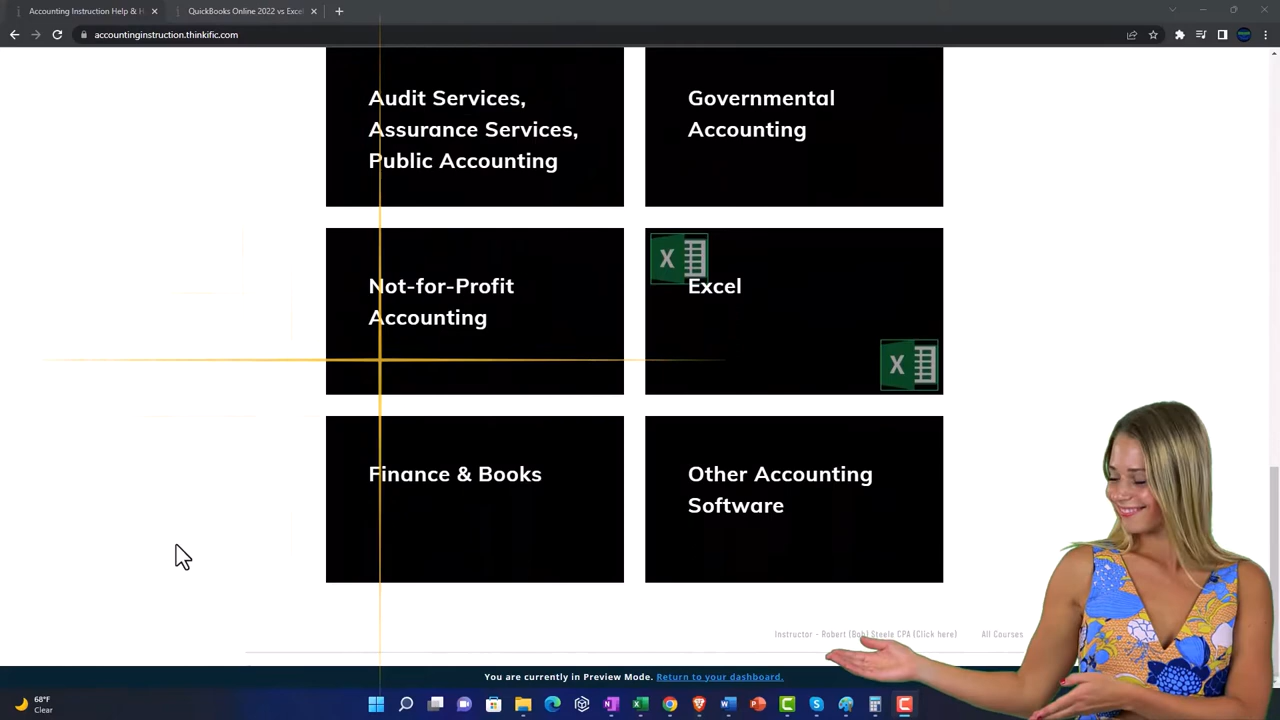 Accounting Instruction Help & H
QuickBooks Online 2022 vs Excel
accountinginstruction.thinkific.com
Audit Services,
Assurance Services,
Public Accounting
Governmental
Accounting
Not-for-Profit
Accounting
X
Excel
X
Finance & Books
Other Accounting
Software
Instructor - Robert (Bob) Steele CPA (Click here)
All Courses
You are currently in Preview Mode. Return to your dashboard.
68°F
Clear